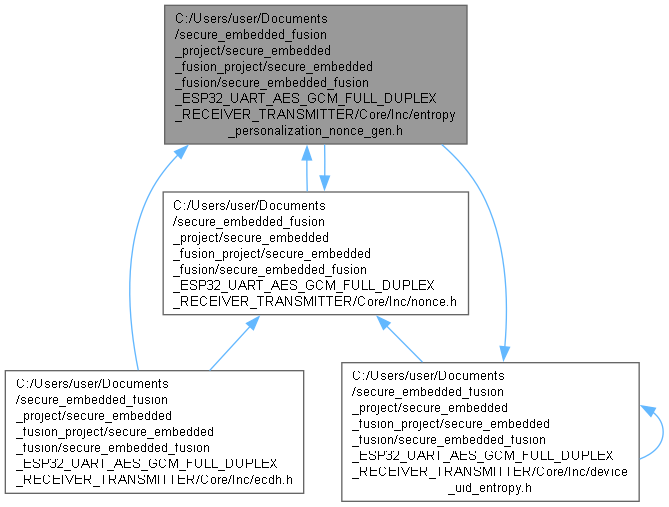 C:/Users/user/Documents
/secure_embedded_fusion
_project/secure_embedded
_fusion_project/secure_embedded
_fusion/secure_embedded_fusion
_ESP32_UART_AES_GCM_FULL_DUPLEX
_RECEIVER_TRANSMITTER/Core/Inc/entropy
_personalization_nonce_gen.h
C:/Users/user/Documents
/secure_embedded_fusion
_project/secure_embedded
_fusion_project/secure_embedded
_fusion/secure_embedded_fusion
_ESP32_UART_AES_GCM_FULL_DUPLEX
_RECEIVER_TRANSMITTER/Core/Inc/nonce.h
C:/Users/user/Documents
/secure_embedded_fusion
_project/secure_embedded
_fusion_project/secure_embedded
_fusion/secure_embedded_fusion
_ESP32_UART_AES_GCM_FULL_DUPLEX
_RECEIVER_TRANSMITTER/Core/Inc/ecdh.h
C:/Users/user/Documents
/secure_embedded_fusion
_project/secure_embedded
_fusion_project/secure_embedded
_fusion/secure_embedded_fusion
_ESP32_UART_AES_GCM_FULL_DUPLEX
_RECEIVER_TRANSMITTER/Core/Inc/device
_uid_entropy.h